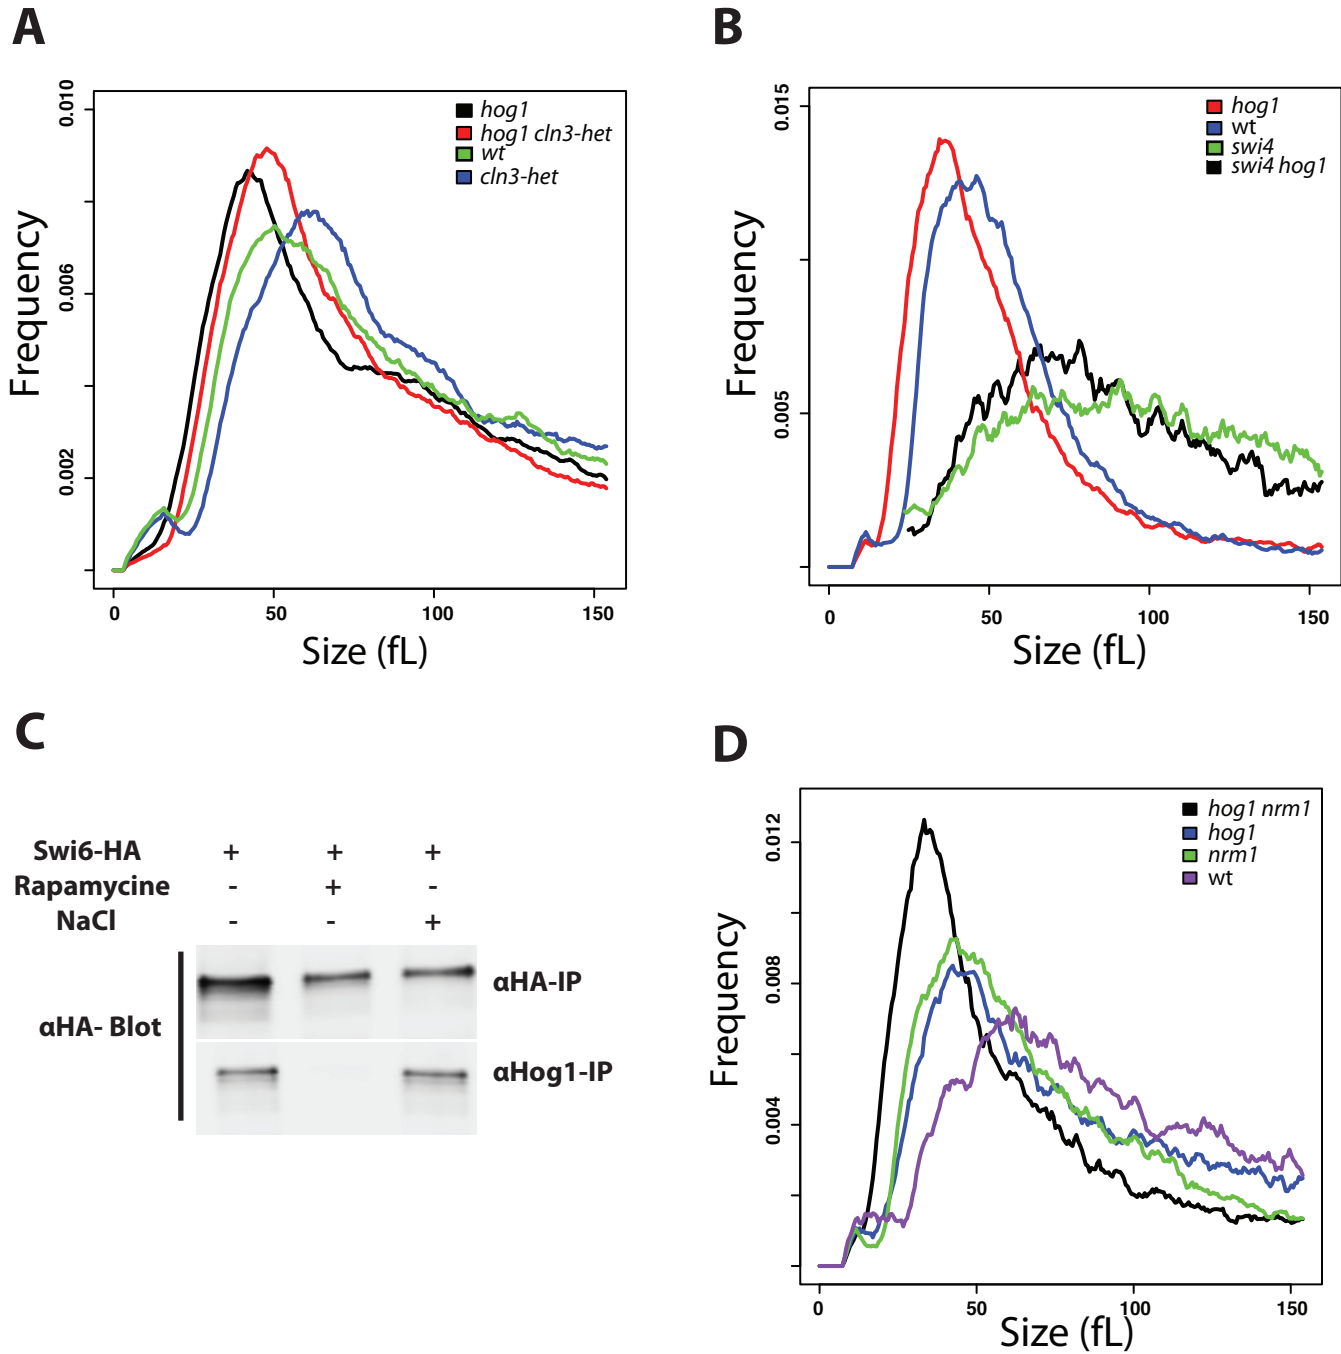 A
0.010
0.006
0.002
Frequency
hog1
hog1 cln3-het
wt
cln3-het
0
50
100
150
Size (fL)
B
0.015
0.005
Frequency
hog1
wt
swi4
swi4 hog1
0
50
100
150
Size (fL)
C
Swi6-HA + + +
Rapamycine - + -
NaCl - - +
αHA- Blot
αHA-IP
αHog1-IP
D
0.012
0.008
0.004
Frequency
hog1 nrm1
hog1
nrm1
wt
0
50
100
150
Size (fL)